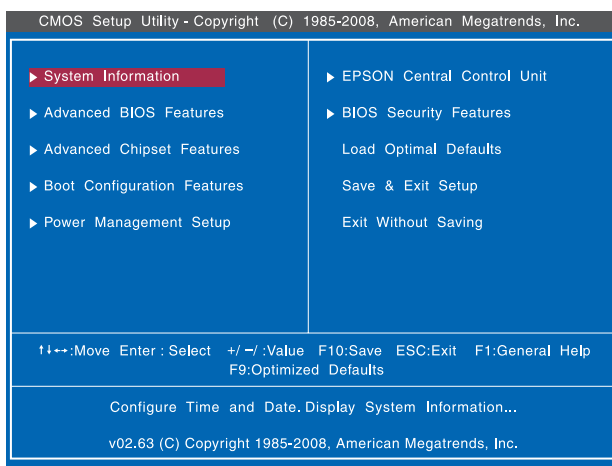 CMOS Setup Utility - Copyright (C) 1985-2008, American Megatrends, Inc.
▶ System Information
▶ Advanced BIOS Features
▶ Advanced Chipset Features
▶ Boot Configuration Features
▶ Power Management Setup
▶ EPSON Central Control Unit
▶ BIOS Security Features
Load Optimal Defaults
Save & Exit Setup
Exit Without Saving
↑↓↔:Move Enter : Select +/ −/ :Value F10:Save ESC:Exit F1:General Help
F9:Optimized Defaults
Configure Time and Date. Display System Information...
v02.63 (C) Copyright 1985-2008, American Megatrends, Inc.